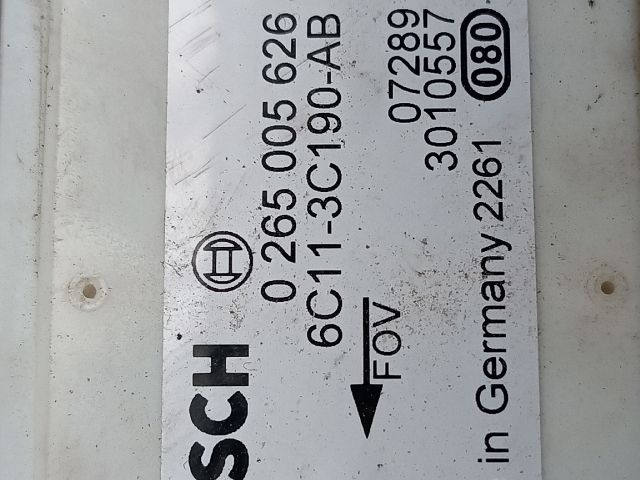 SCH
0 265 005 626
6C11-3C190-AB
FOV
07289
3010557
in Germany 2261
080